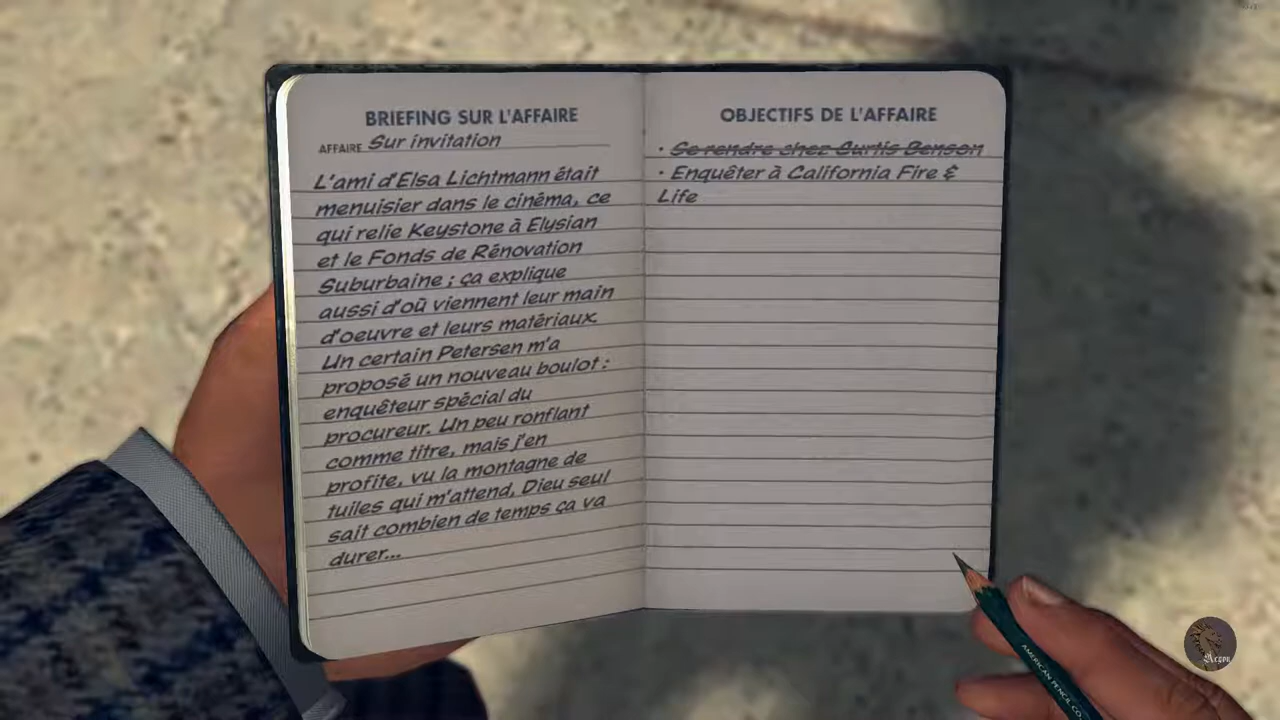 BRIEFING SUR L'AFFAIRE
AFFAIRE Sur invitation
L'ami d'Elsa Lichtmann était
menuisier dans le cinéma, ce
qui relie Keystone à Elysian
et le Fonds de Rénovation
Suburbaine ; ça explique
aussi d'où viennent leur main
d'oeuvre et leurs matériaux.
Un certain Petersen m'a
proposé un nouveau boulot :
enquêteur spécial du
procureur. Un peu ronflant
comme titre, mais j'en
profite, vu la montagne de
tuiles qui m'attend, Dieu seul
sait combien de temps ça va
durer...
OBJECTIFS DE L'AFFAIRE
· Se rendre chez Curtis Benson
· Enquêter à California Fire &
Life
AMERICAN PENCIL CO.